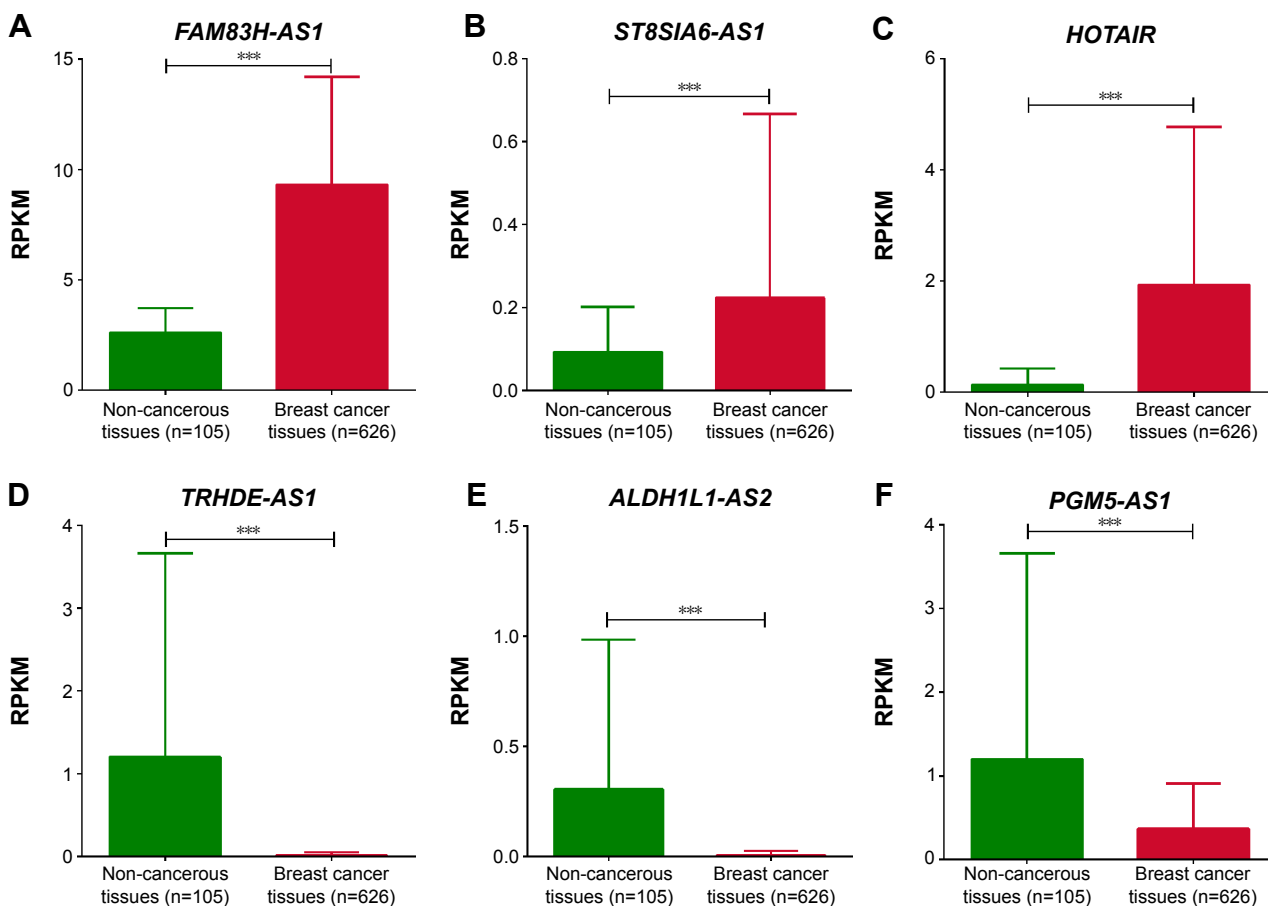 A
FAM83H-AS1
***
RPKM
15
10
5
0
Non-cancerous
tissues (n=105)
Breast cancer
tissues (n=626)
B
ST8SIA6-AS1
***
RPKM
0.8
0.6
0.4
0.2
0.0
Non-cancerous
tissues (n=105)
Breast cancer
tissues (n=626)
C
HOTAIR
***
RPKM
6
4
2
0
Non-cancerous
tissues (n=105)
Breast cancer
tissues (n=626)
D
TRHDE-AS1
***
RPKM
4
3
2
1
0
Non-cancerous
tissues (n=105)
Breast cancer
tissues (n=626)
E
ALDH1L1-AS2
***
RPKM
1.5
1.0
0.5
0.0
Non-cancerous
tissues (n=105)
Breast cancer
tissues (n=626)
F
PGM5-AS1
***
RPKM
4
3
2
1
0
Non-cancerous
tissues (n=105)
Breast cancer
tissues (n=626)